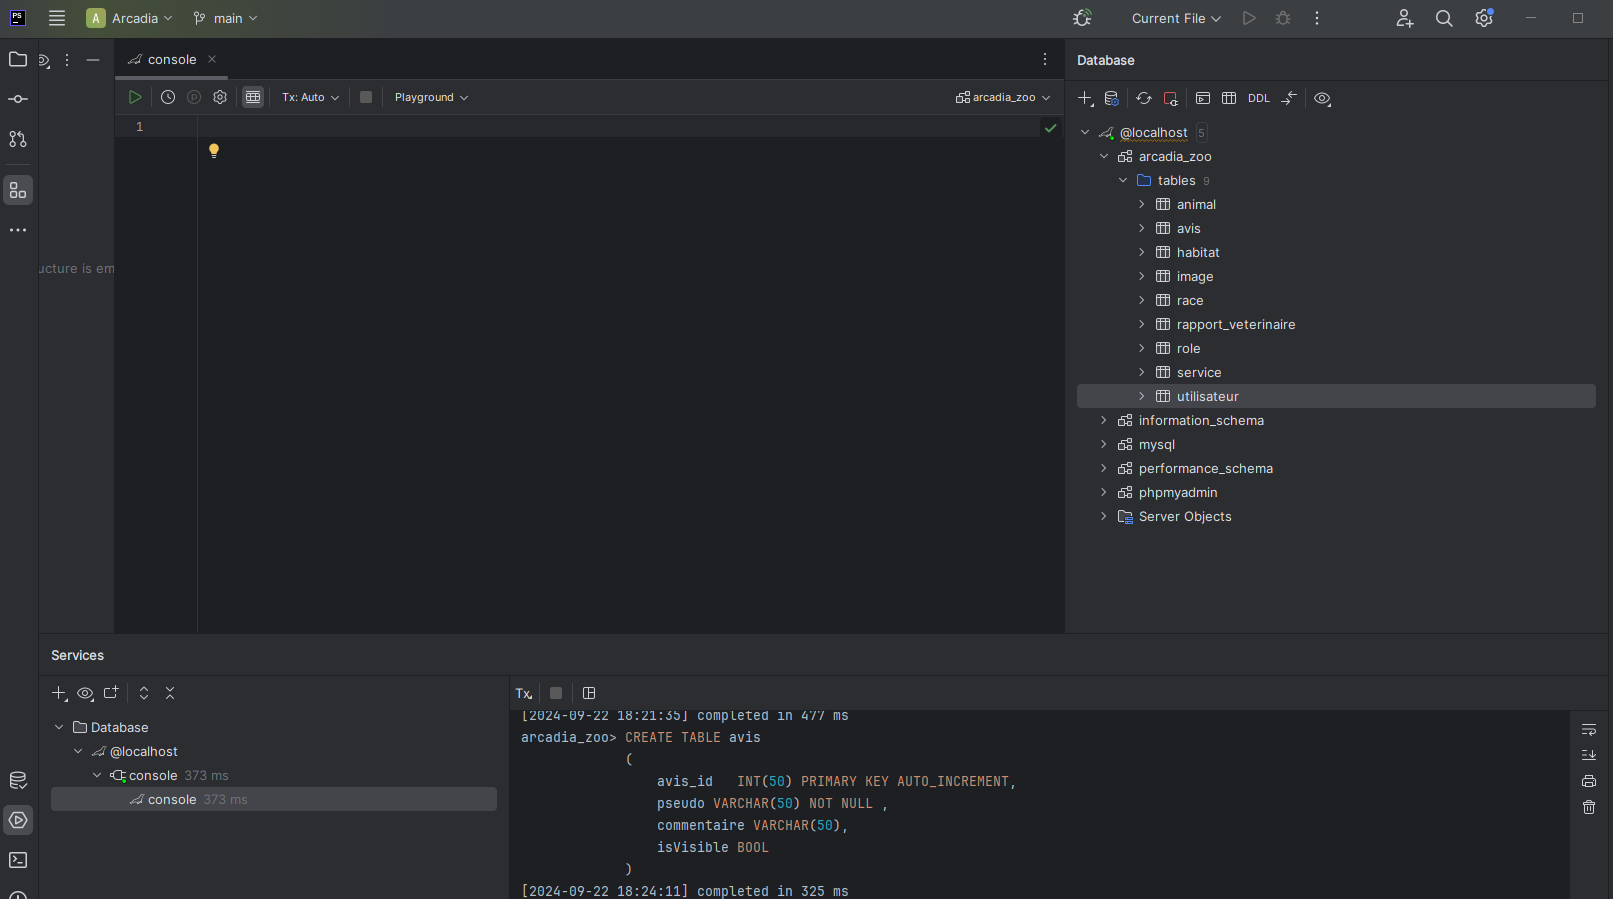 PS
A Arcadia main Current File
console
Tx: Auto Playground arcadia_zoo
1
ucture is em
Database
DDL
@localhost 5
arcadia_zoo
tables 9
animal
avis
habitat
image
race
rapport_veterinaire
role
service
utilisateur
information_schema
mysql
performance_schema
phpmyadmin
Server Objects
Services
Database
@localhost
console 373 ms
console 373 ms
Tx
[2024-09-22 18:21:35] completed in 477 ms
arcadia_zoo> CREATE TABLE avis
(
avis_id INT(50) PRIMARY KEY AUTO_INCREMENT,
pseudo VARCHAR(50) NOT NULL ,
commentaire VARCHAR(50),
isVisible BOOL
)
[2024-09-22 18:24:11] completed in 325 ms